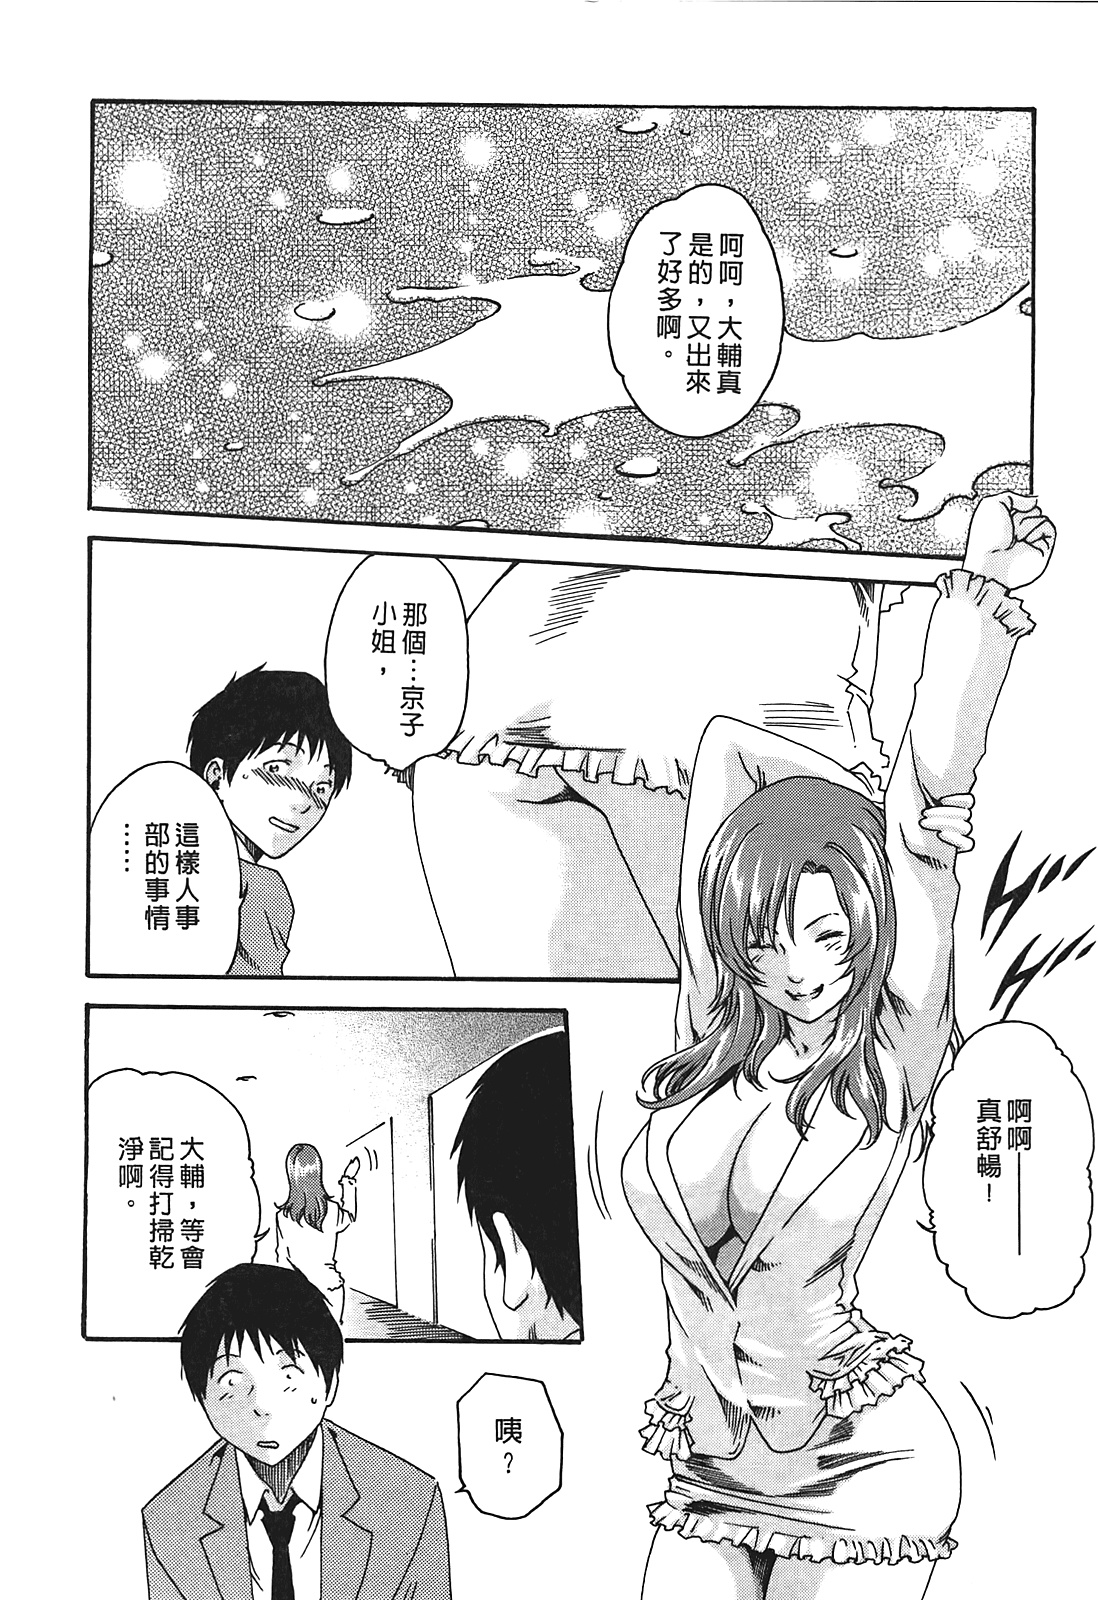 呵呵，大輔真
是的，又出來
了好多啊。
那個…京子
小姐，
這樣人事
部的事情
……
啊啊——
真舒暢！
大輔，等會
記得打掃乾
淨啊。
咦？